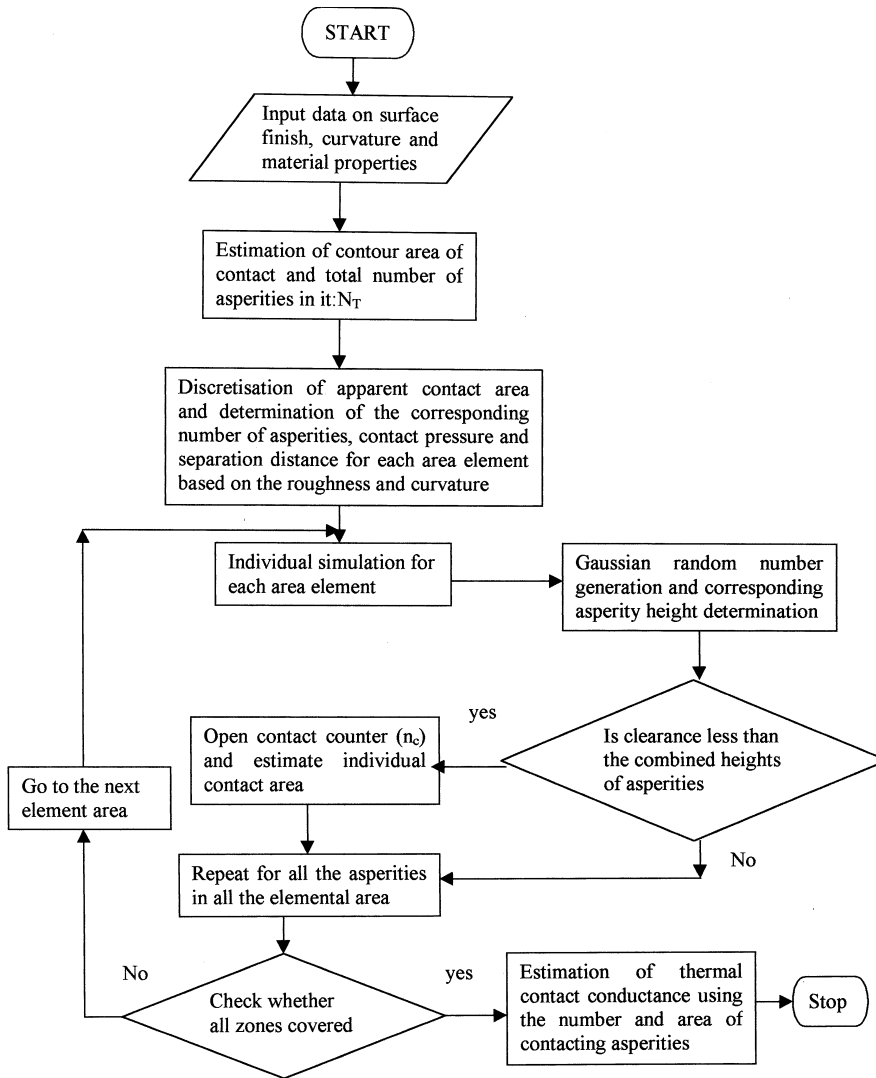 START
Input data on surface
finish, curvature and
material properties
Estimation of contour area of
contact and total number of
asperities in it:N_T
Discretisation of apparent contact area
and determination of the corresponding
number of asperities, contact pressure and
separation distance for each area element
based on the roughness and curvature
Individual simulation for
each area element
Gaussian random number
generation and corresponding
asperity height determination
Is clearance less than
the combined heights
of asperities
yes
Open contact counter (n_c)
and estimate individual
contact area
No
Repeat for all the asperities
in all the elemental area
Check whether
all zones covered
No
Go to the next
element area
yes
Estimation of thermal
contact conductance using
the number and area of
contacting asperities
Stop